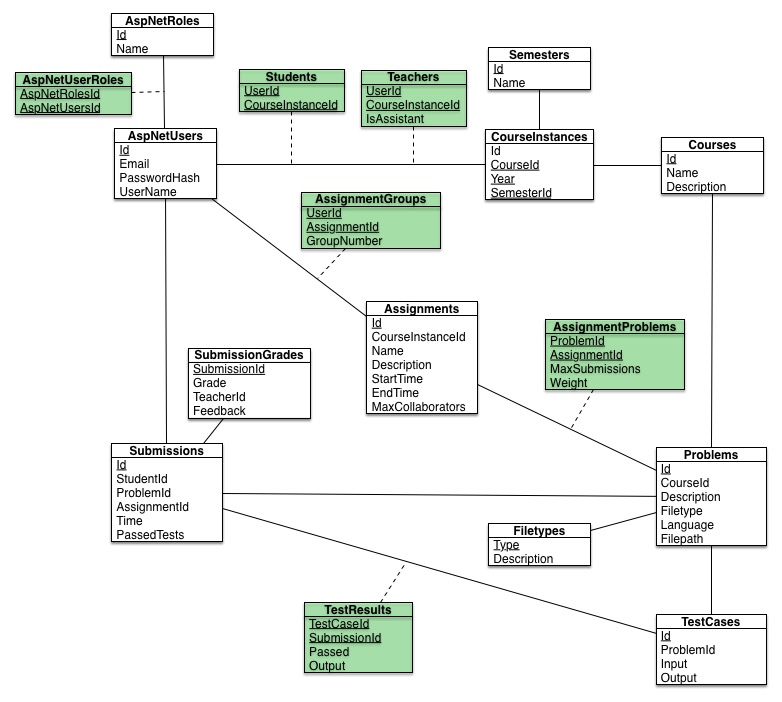 AspNetRoles
Id
Name
AspNetUserRoles
AspNetRolesId
AspNetUsersId
Students
UserId
CourseInstanceId
Teachers
UserId
CourseInstanceId
IsAssistant
Semesters
Id
Name
AspNetUsers
Id
Email
PasswordHash
UserName
CourseInstances
Id
CourseId
Year
SemesterId
Courses
Id
Name
Description
AssignmentGroups
UserId
AssignmentId
GroupNumber
Assignments
Id
CourseInstanceId
Name
Description
StartTime
EndTime
MaxCollaborators
AssignmentProblems
ProblemId
AssignmentId
MaxSubmissions
Weight
SubmissionGrades
SubmissionId
Grade
TeacherId
Feedback
Submissions
Id
StudentId
ProblemId
AssignmentId
Time
PassedTests
Problems
Id
CourseId
Description
Filetype
Language
Filepath
Filetypes
Type
Description
TestResults
TestCaseId
SubmissionId
Passed
Output
TestCases
Id
ProblemId
Input
Output